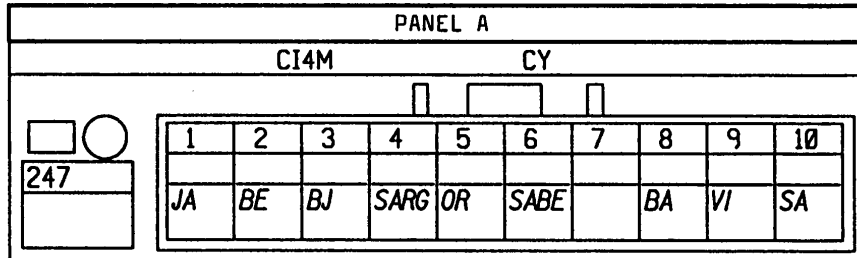 PANEL A
CI4M CY
1 2 3 4 5 6 7 8 9 10
247
JA BE BJ SARG OR SABE BA VI SA